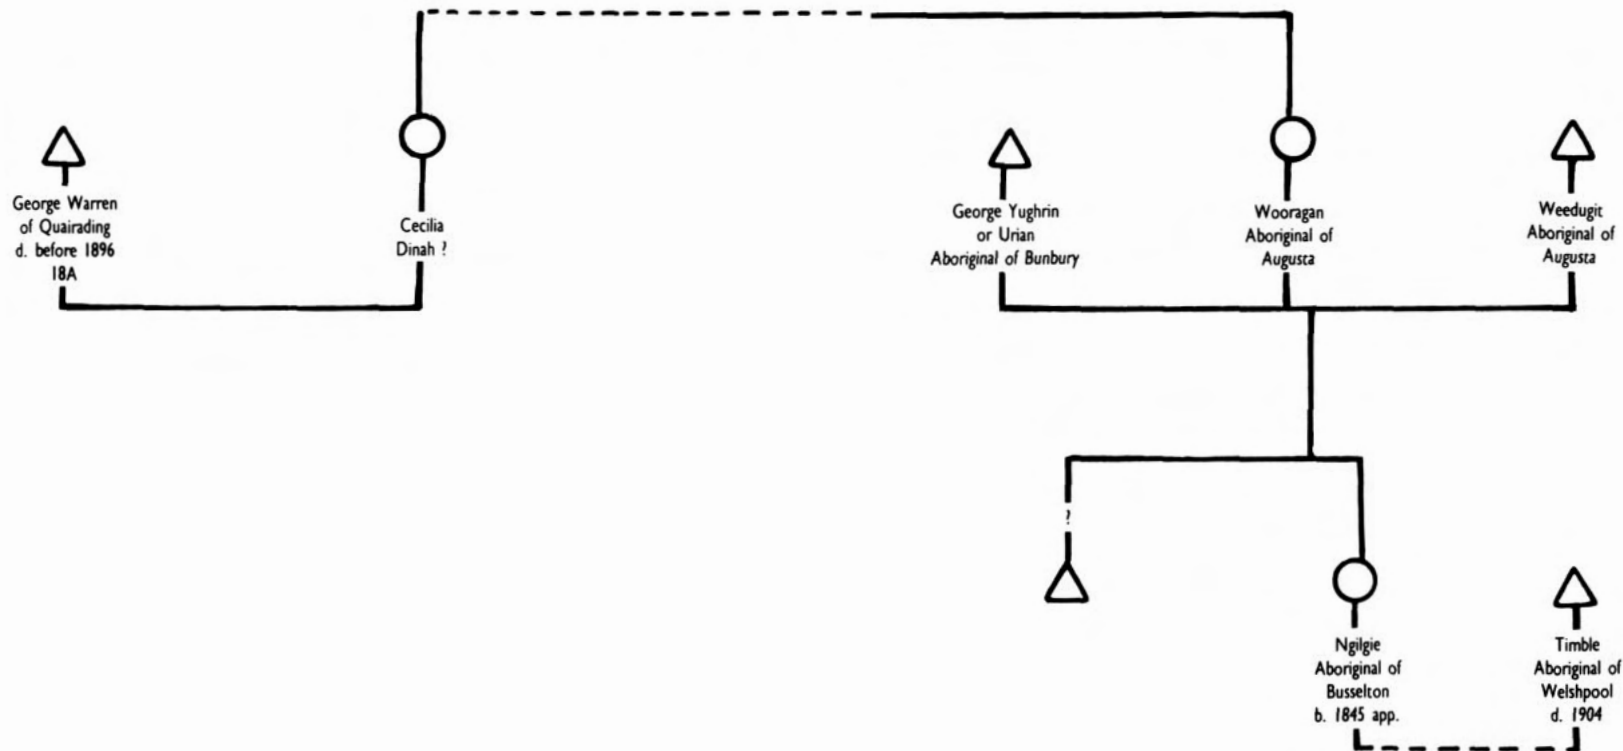 George Warren
of Quairading
d. before 1896
18A
Cecilia
Dinah ?
George Yughrin
or Urian
Aboriginal of Bunbury
Wooragan
Aboriginal of
Augusta
Weedugit
Aboriginal of
Augusta
?
Ngilgie
Aboriginal of
Busselton
b. 1845 app.
Timble
Aboriginal of
Welshpool
d. 1904